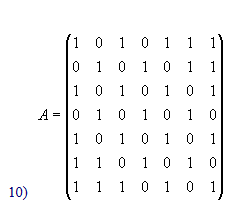 1 0 1 0 1 1 1
0 1 0 1 0 1 1
1 0 1 0 1 0 1
A = 0 1 0 1 0 1 0
1 0 1 0 1 0 1
1 1 0 1 0 1 0
10) 1 1 1 0 1 0 1